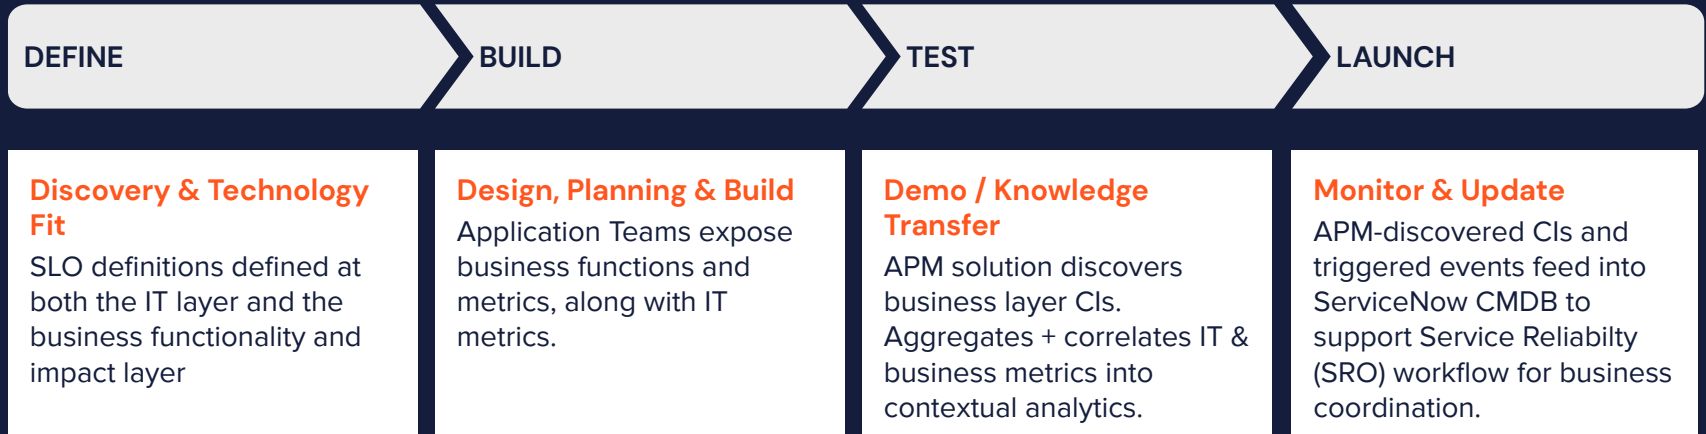 DEFINE
BUILD
TEST
LAUNCH
Discovery & Technology
Fit
SLO definitions defined at
both the IT layer and the
business functionality and
impact layer
Design, Planning & Build
Application Teams expose
business functions and
metrics, along with IT
metrics.
Demo / Knowledge
Transfer
APM solution discovers
business layer CIs.
Aggregates + correlates IT &
business metrics into
contextual analytics.
Monitor & Update
APM-discovered CIs and
triggered events feed into
ServiceNow CMDB to
support Service Reliabilty
(SRO) workflow for business
coordination.